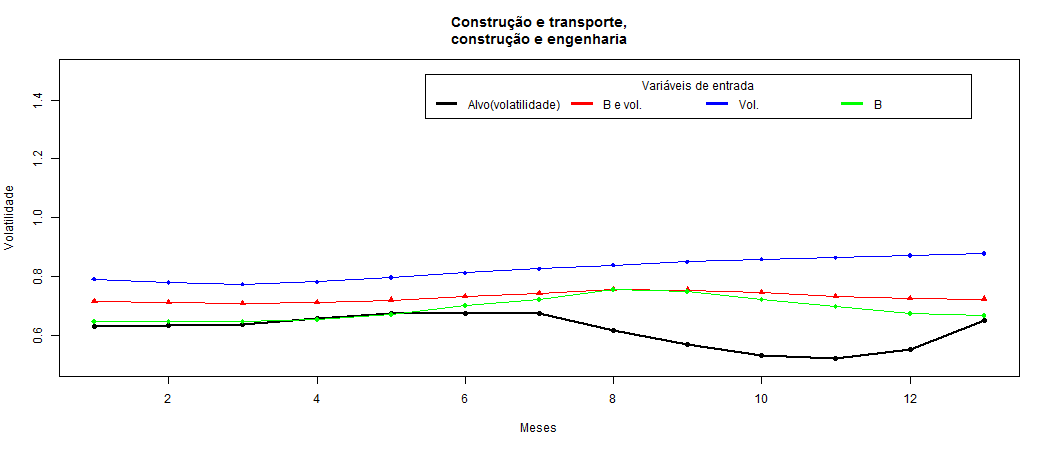 Construção e transporte,
construção e engenharia
Variáveis de entrada
Alvo(volatilidade) B e vol. Vol. B
Volatilidade
1.4
1.2
1.0
0.8
0.6
2 4 6 8 10 12
Meses